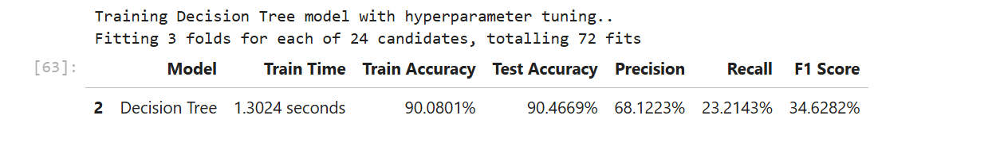 Training Decision Tree model with hyperparameter tuning..
Fitting 3 folds for each of 24 candidates, totalling 72 fits
[63]:
Model Train Time Train Accuracy Test Accuracy Precision Recall F1 Score
2 Decision Tree 1.3024 seconds 90.0801% 90.4669% 68.1223% 23.2143% 34.6282%